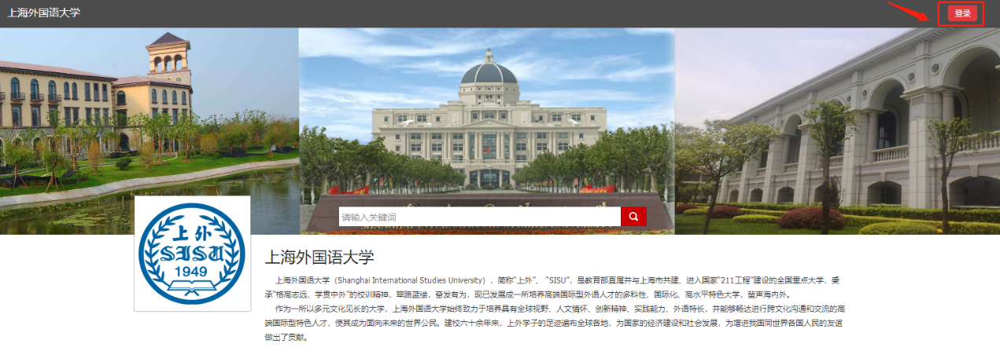 上海外国语大学
登录
请输入关键词
上外
SISU
1949
上海外国语大学
上海外国语大学（Shanghai International Studies University），简称"上外"、"SISU"，是教育部直属并与上海市共建、进入国家"211工程"建设的全国重点大学，秉
承"格高志远、学贯中外"的校训精神，筚路蓝缕，奋发有为，现已发展成一所培养高端国际型外语人才的多科性、国际化、高水平特色大学，蜚声海内外。
作为一所以多元文化见长的大学，上海外国语大学始终致力于培养具有全球视野、人文情怀、创新精神、实践能力、外语特长，并能够畅达进行跨文化沟通和交流的高
端国际型特色人才，使其成为面向未来的世界公民。建校六十余年来，上外学子的足迹遍布全球各地，为国家的经济建设和社会发展，为增进我国同世界各国人民的友谊
做出了贡献。